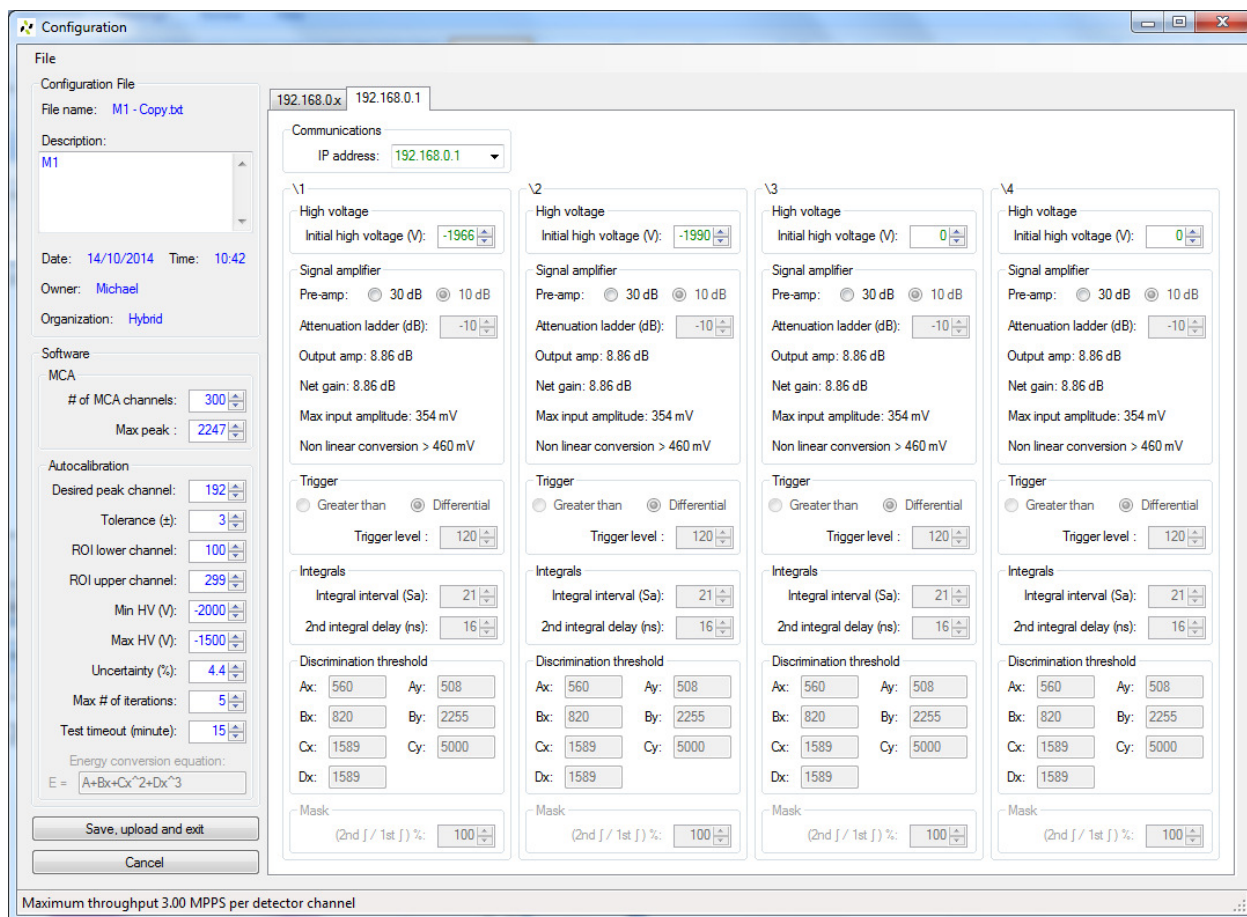 Configuration
File
Configuration File
File name: M1 - Copy.txt
Description:
M1
Date: 14/10/2014 Time: 10:42
Owner: Michael
Organization: Hybrid
Software
MCA
# of MCA channels: 300
Max peak : 2247
Autocalibration
Desired peak channel: 192
Tolerance (±): 3
ROI lower channel: 100
ROI upper channel: 299
Min HV (V): -2000
Max HV (V): -1500
Uncertainty (%): 4.4
Max # of iterations: 5
Test timeout (minute): 15
Energy conversion equation:
E = A+Bx+Cx^2+Dx^3
Save, upload and exit
Cancel
192.168.0.x 192.168.0.1
Communications
IP address: 192.168.0.1
\1
High voltage
Initial high voltage (V): -1966
Signal amplifier
Pre-amp: 30 dB 10 dB
Attenuation ladder (dB): -10
Output amp: 8.86 dB
Net gain: 8.86 dB
Max input amplitude: 354 mV
Non linear conversion > 460 mV
Trigger
Greater than Differential
Trigger level : 120
Integrals
Integral interval (Sa): 21
2nd integral delay (ns): 16
Discrimination threshold
Ax: 560 Ay: 508
Bx: 820 By: 2255
Cx: 1589 Cy: 5000
Dx: 1589
Mask
(2nd ∫ / 1st ∫ ) %: 100
\2
High voltage
Initial high voltage (V): -1990
Signal amplifier
Pre-amp: 30 dB 10 dB
Attenuation ladder (dB): -10
Output amp: 8.86 dB
Net gain: 8.86 dB
Max input amplitude: 354 mV
Non linear conversion > 460 mV
Trigger
Greater than Differential
Trigger level : 120
Integrals
Integral interval (Sa): 21
2nd integral delay (ns): 16
Discrimination threshold
Ax: 560 Ay: 508
Bx: 820 By: 2255
Cx: 1589 Cy: 5000
Dx: 1589
Mask
(2nd ∫ / 1st ∫ ) %: 100
\3
High voltage
Initial high voltage (V): 0
Signal amplifier
Pre-amp: 30 dB 10 dB
Attenuation ladder (dB): -10
Output amp: 8.86 dB
Net gain: 8.86 dB
Max input amplitude: 354 mV
Non linear conversion > 460 mV
Trigger
Greater than Differential
Trigger level : 120
Integrals
Integral interval (Sa): 21
2nd integral delay (ns): 16
Discrimination threshold
Ax: 560 Ay: 508
Bx: 820 By: 2255
Cx: 1589 Cy: 5000
Dx: 1589
Mask
(2nd ∫ / 1st ∫ ) %: 100
\4
High voltage
Initial high voltage (V): 0
Signal amplifier
Pre-amp: 30 dB 10 dB
Attenuation ladder (dB): -10
Output amp: 8.86 dB
Net gain: 8.86 dB
Max input amplitude: 354 mV
Non linear conversion > 460 mV
Trigger
Greater than Differential
Trigger level : 120
Integrals
Integral interval (Sa): 21
2nd integral delay (ns): 16
Discrimination threshold
Ax: 560 Ay: 508
Bx: 820 By: 2255
Cx: 1589 Cy: 5000
Dx: 1589
Mask
(2nd ∫ / 1st ∫ ) %: 100
Maximum throughput 3.00 MPPS per detector channel